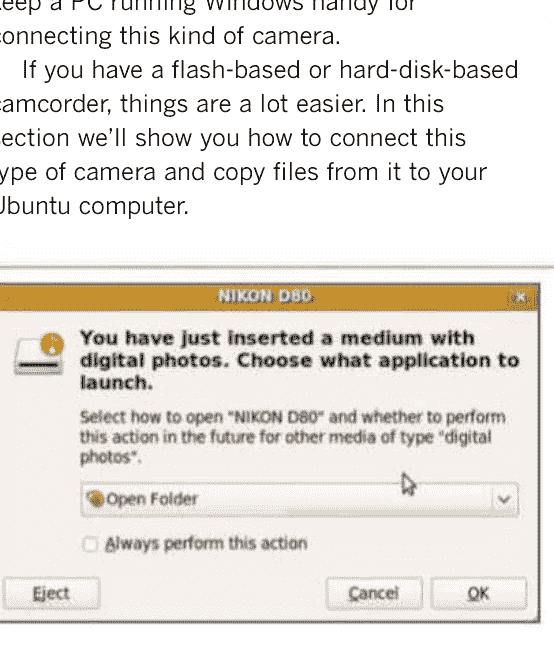 keep a PC running Windows handy for
connecting this kind of camera.
If you have a flash-based or hard-disk-based
camcorder, things are a lot easier. In this
section we'll show you how to connect this
type of camera and copy files from it to your
Ubuntu computer.
NIKON D80
You have just inserted a medium with
digital photos. Choose what application to
launch.
Select how to open "NIKON D80" and whether to perform
this action in the future for other media of type "digital
photos".
Open Folder
Always perform this action
Eject
Cancel
OK